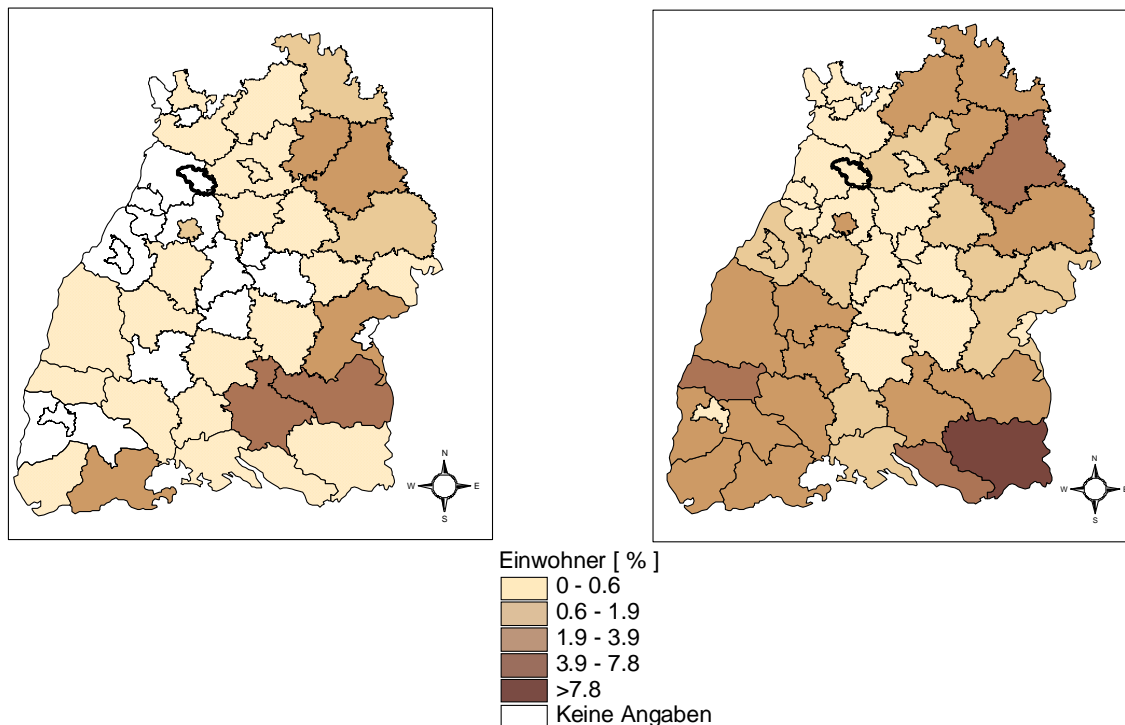 N
W E
S
N
W E
S
Einwohner [ % ]
0 - 0.6
0.6 - 1.9
1.9 - 3.9
3.9 - 7.8
>7.8
Keine Angaben